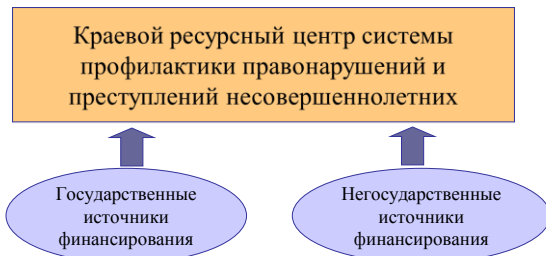 Краевой ресурсный центр системы
профилактики правонарушений и
преступлений несовершеннолетних
Государственные
источники
финансирования
Негосударственные
источники
финансирования